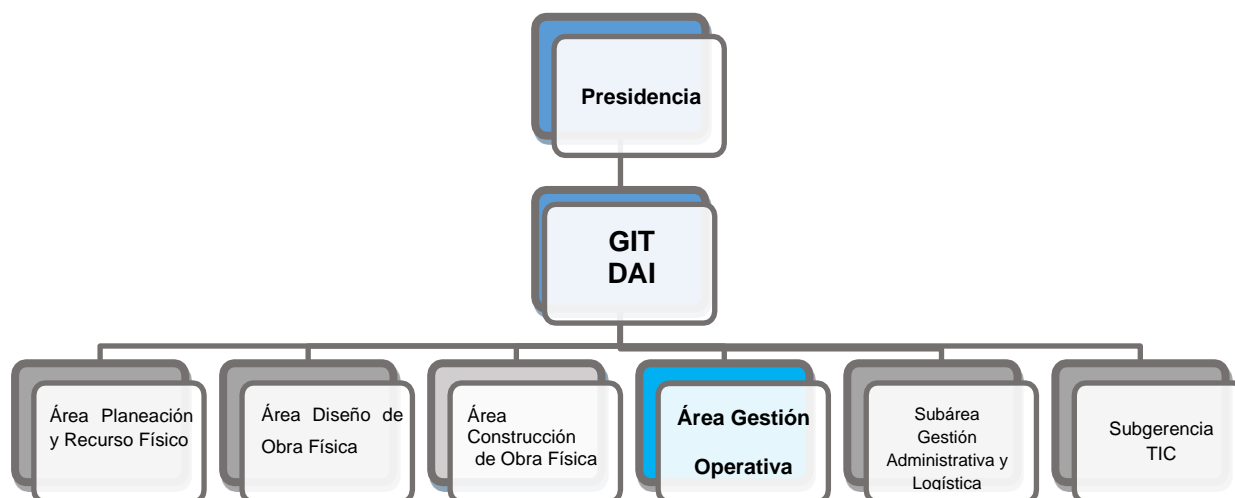 Presidencia
GIT
DAI
Área Planeación
y Recurso Físico
Área Diseño de
Obra Física
Área
Construcción
de Obra Física
Área Gestión
Operativa
Subárea
Gestión
Administrativa y
Logística
Subgerencia
TIC